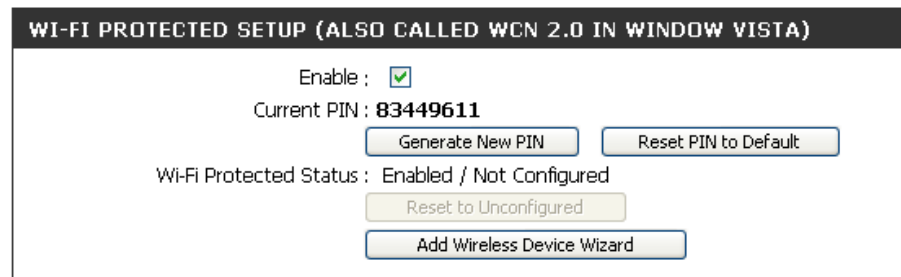 WI-FI PROTECTED SETUP (ALSO CALLED WCN 2.0 IN WINDOW VISTA)
Enable :
Current PIN : 83449611
Generate New PIN Reset PIN to Default
Wi-Fi Protected Status : Enabled / Not Configured
Reset to Unconfigured
Add Wireless Device Wizard